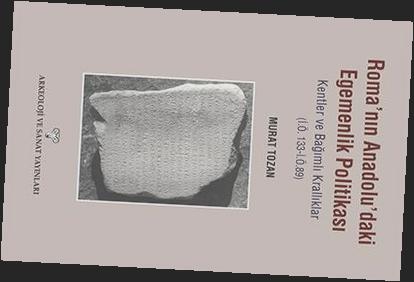 Roma'nın Anadolu'daki
Egemenlik Politikası
Kentler ve Bağımlı Krallıklar
(İ.Ö. 133-İ.Ö.89)
MURAT TOZAN
ARKEOLOJİ VE SANAT YAYINLARI